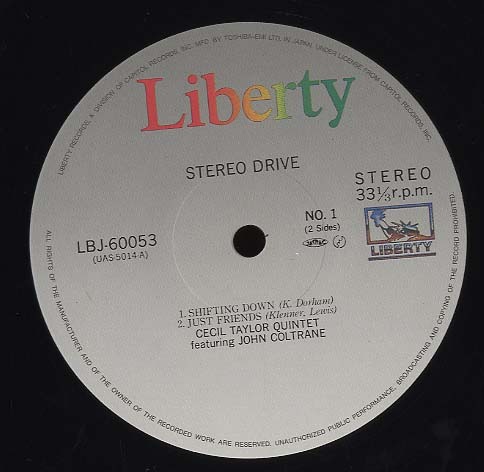 LIBERTY RECORDS, A DIVISION OF CAPITOL RECORDS, INC. MFD. BY TOSHIBA-EMI LTD. IN JAPAN, UNDER LICENSE FROM CAPITOL RECORDS, INC.
Liberty
STEREO DRIVE
STEREO
33 1/3 r.p.m.
NO. 1
(2 Sides)
LBJ-60053
(UAS-5014-A)
LIBERTY
1. SHIFTING DOWN (K. Dorham)
2. JUST FRIENDS (Klenner, Lewis)
CECIL TAYLOR QUINTET
featuring JOHN COLTRANE
ALL RIGHTS OF THE MANUFACTURER AND OF THE OWNER OF THE RECORDED WORK ARE RESERVED. UNAUTHORIZED PUBLIC PERFORMANCE, BROADCASTING AND COPYING OF THE RECORD PROHIBITED.